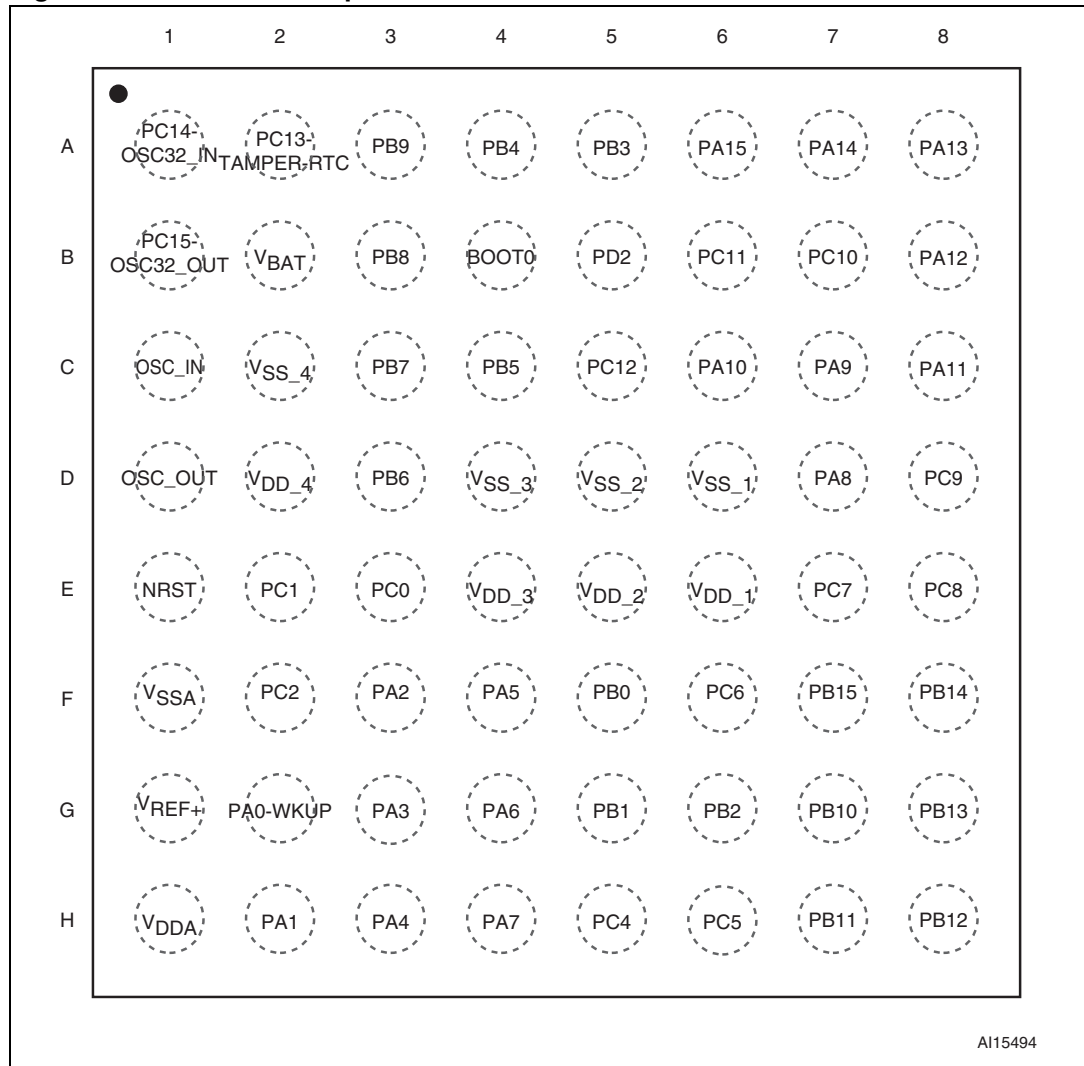 1 2 3 4 5 6 7 8
A PC14-OSC32_IN PC13-TAMPER-RTC PB9 PB4 PB3 PA15 PA14 PA13
B PC15-OSC32_OUT VBAT PB8 BOOT0 PD2 PC11 PC10 PA12
C OSC_IN VSS_4 PB7 PB5 PC12 PA10 PA9 PA11
D OSC_OUT VDD_4 PB6 VSS_3 VSS_2 VSS_1 PA8 PC9
E NRST PC1 PC0 VDD_3 VDD_2 VDD_1 PC7 PC8
F VSSA PC2 PA2 PA5 PB0 PC6 PB15 PB14
G VREF+ PA0-WKUP PA3 PA6 PB1 PB2 PB10 PB13
H VDDA PA1 PA4 PA7 PC4 PC5 PB11 PB12
AI15494